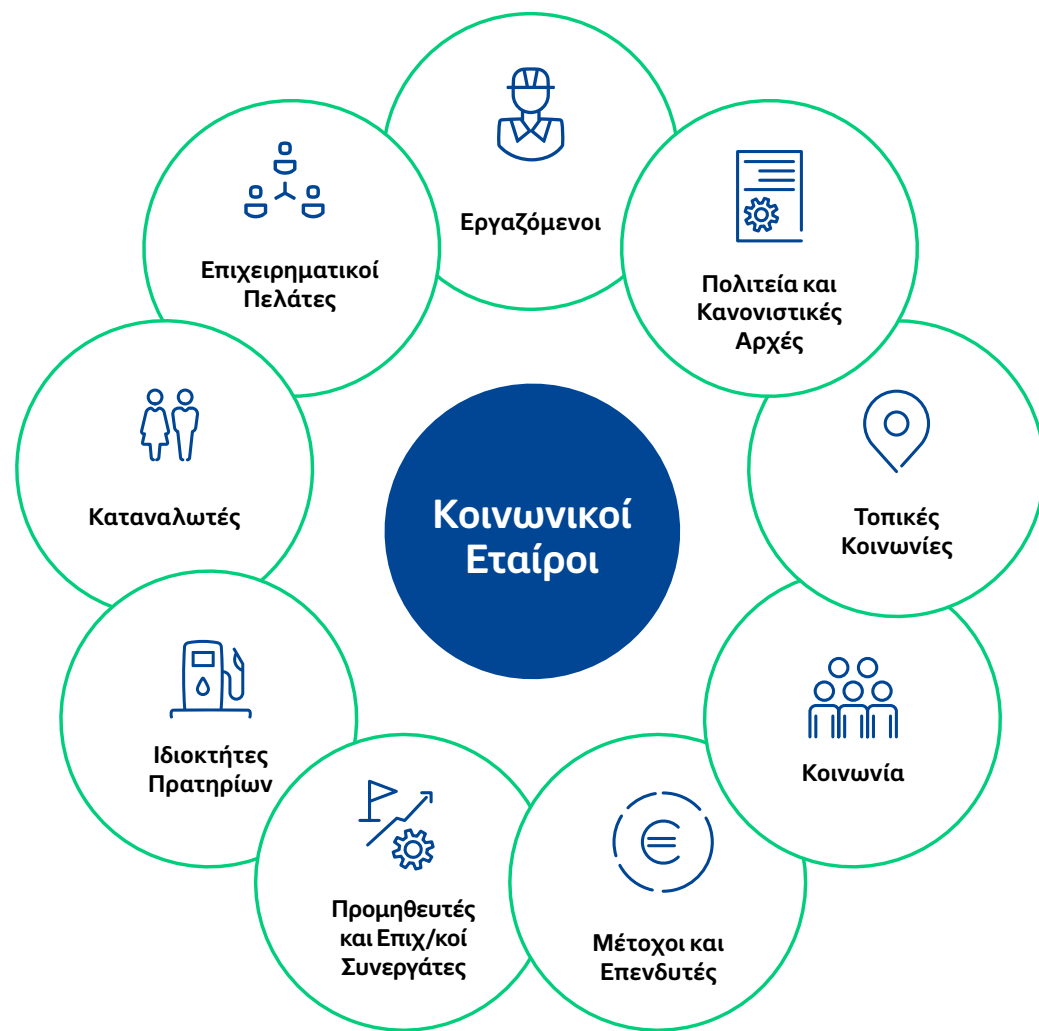 Εργαζόμενοι
Πολιτεία και
Κανονιστικές
Αρχές
Τοπικές
Κοινωνίες
Κοινωνία
Μέτοχοι και
Επενδυτές
Προμηθευτές
και Επιχ/κοί
Συνεργάτες
Ιδιοκτήτες
Πρατηρίων
Καταναλωτές
Επιχειρηματικοί
Πελάτες
Κοινωνικοί
Εταίροι